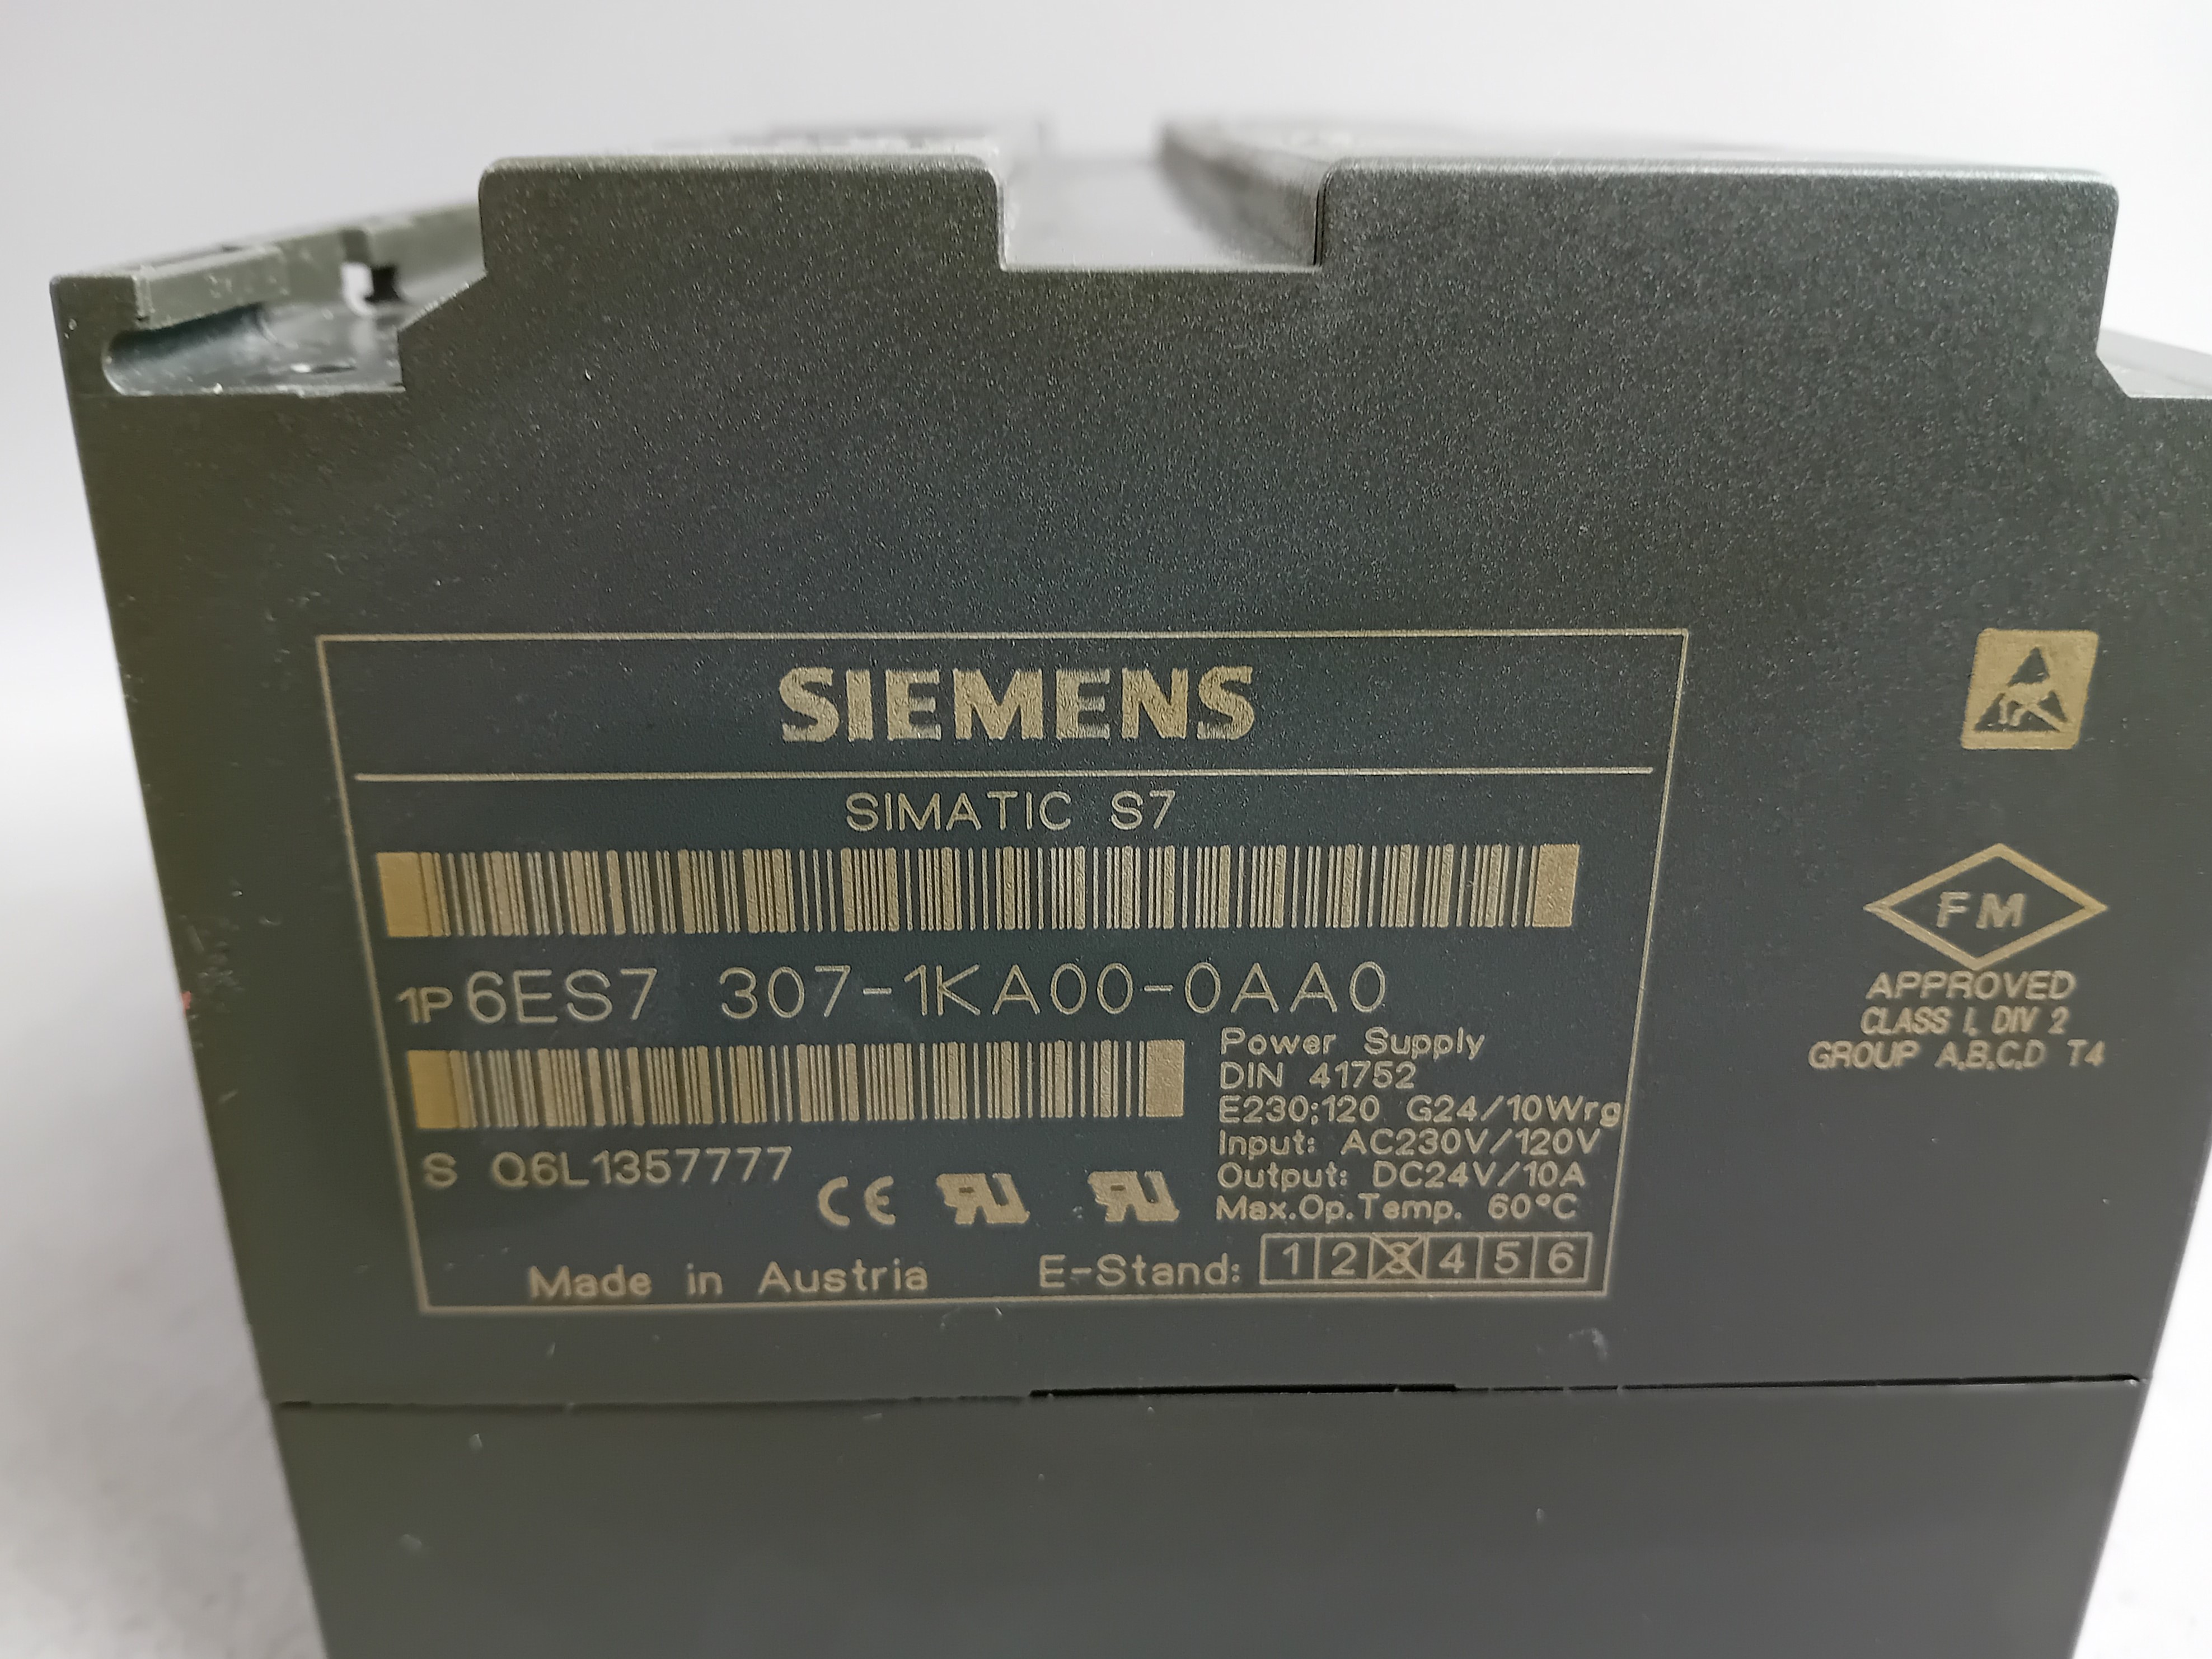 SIEMENS
SIMATIC S7
1P 6ES7 307-1KA00-0AA0
Power Supply
DIN 41752
E230;120 G24/10Wrg
Input: AC230V/120V
Output: DC24V/10A
Max.Op.Temp. 60°C
S Q6L1357777
CE
Made in Austria
E-Stand: 1 2 3 4 5 6
FM
APPROVED
CLASS I, DIV 2
GROUP A,B,C,D T4